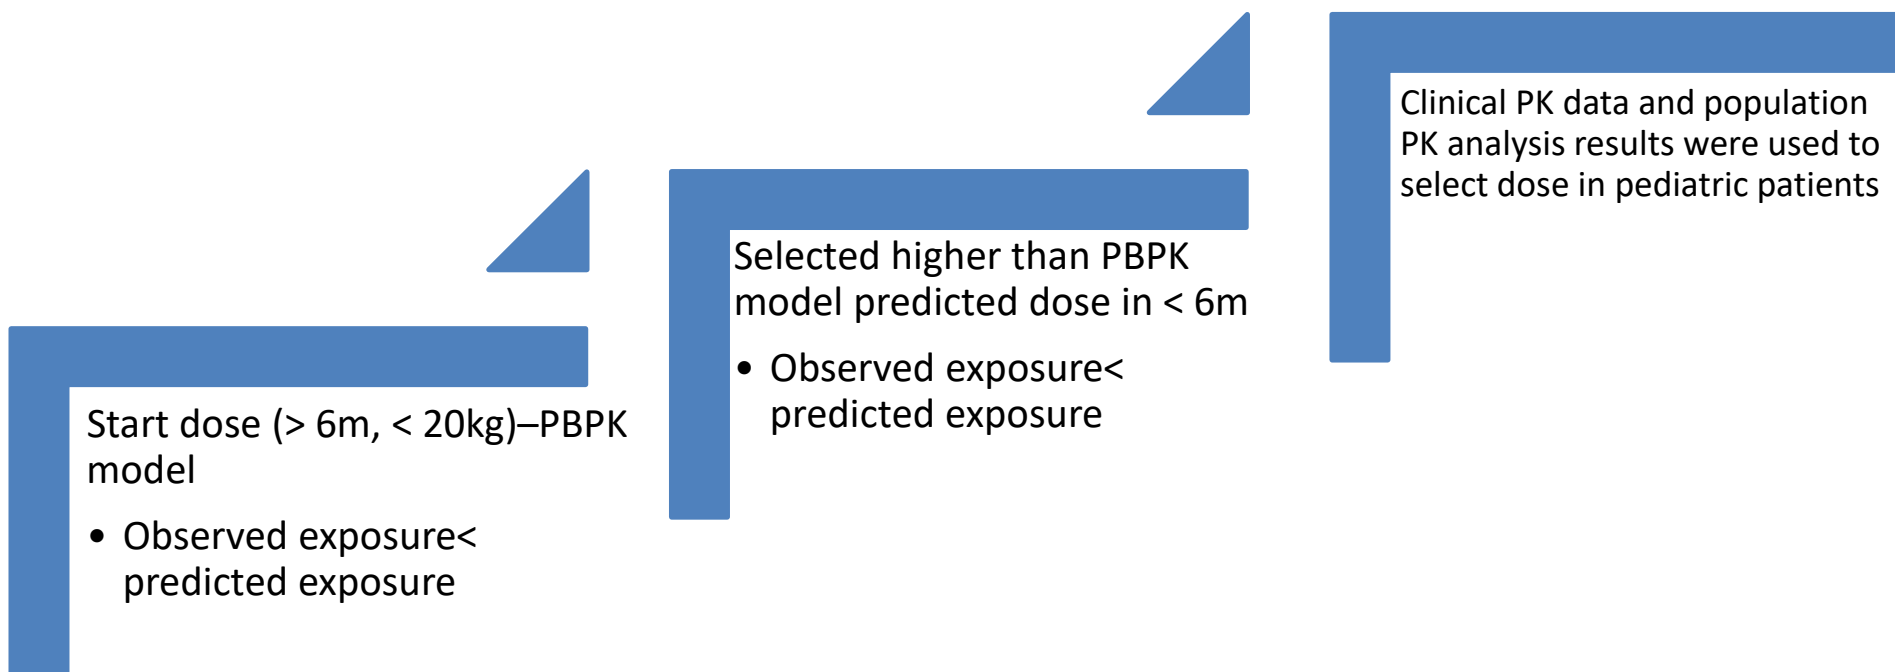 Start dose (> 6m, < 20kg)–PBPK
model
• Observed exposure<
predicted exposure
Selected higher than PBPK
model predicted dose in < 6m
• Observed exposure<
predicted exposure
Clinical PK data and population
PK analysis results were used to
select dose in pediatric patients